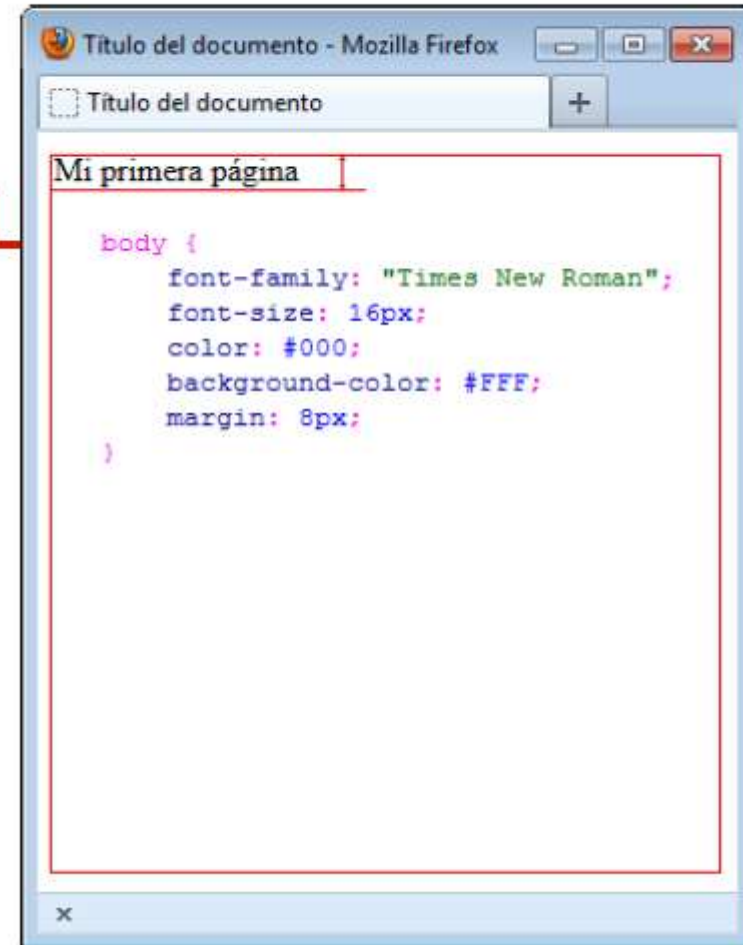 Título del documento - Mozilla Firefox
Título del documento
Mi primera página
body {
    font-family: "Times New Roman";
    font-size: 16px;
    color: #000;
    background-color: #FFF;
    margin: 8px;
}